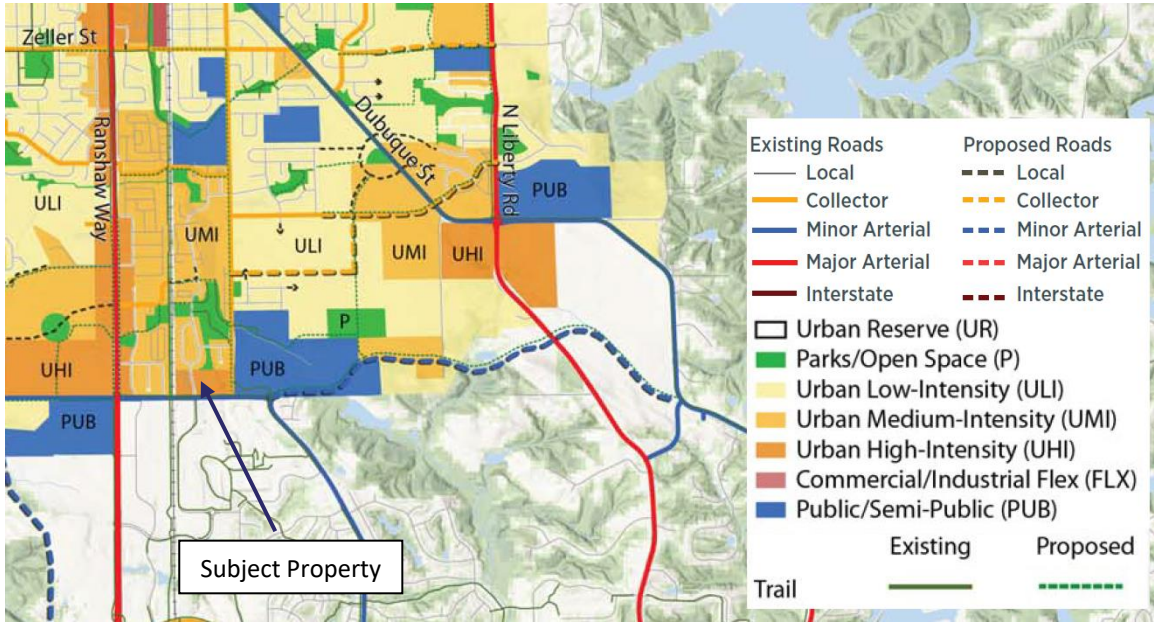 Zeller St
Ranshaw Way
Dubuque St
N Liberty Rd
PUB
ULI
UMI
ULI
UMI
UHI
P
UHI
PUB
PUB
Subject Property
Existing Roads
Proposed Roads
Local
Local
Collector
Collector
Minor Arterial
Minor Arterial
Major Arterial
Major Arterial
Interstate
Interstate
Urban Reserve (UR)
Parks/Open Space (P)
Urban Low-Intensity (ULI)
Urban Medium-Intensity (UMI)
Urban High-Intensity (UHI)
Commercial/Industrial Flex (FLX)
Public/Semi-Public (PUB)
Existing
Proposed
Trail